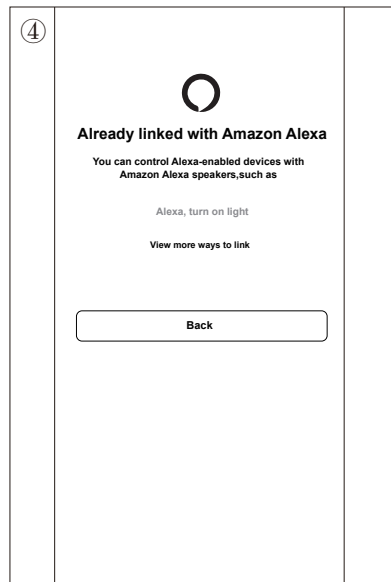 ④
Already linked with Amazon Alexa
You can control Alexa-enabled devices with
Amazon Alexa speakers,such as
Alexa, turn on light
View more ways to link
Back